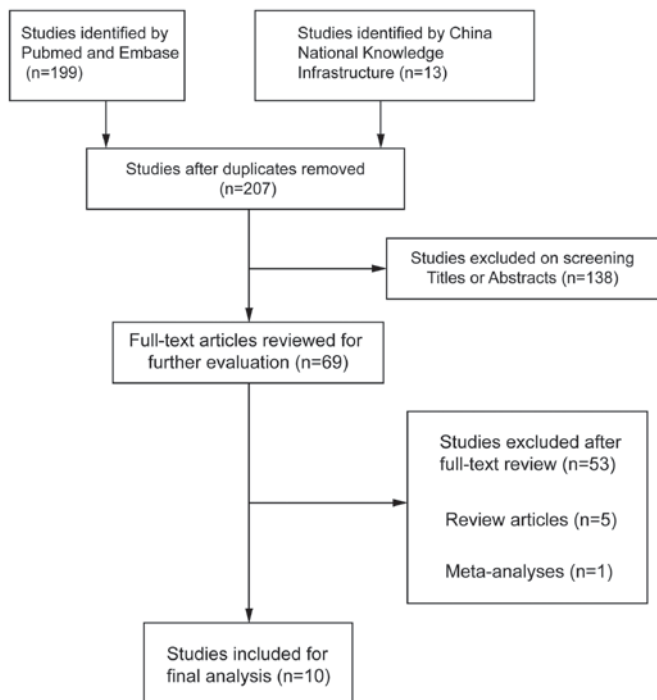 Studies identified by
Pubmed and Embase
(n=199)
Studies identified by China
National Knowledge
Infrastructure (n=13)
Studies after duplicates removed
(n=207)
Studies excluded on screening
Titles or Abstracts (n=138)
Full-text articles reviewed for
further evaluation (n=69)
Studies excluded after
full-text review (n=53)
Review articles (n=5)
Meta-analyses (n=1)
Studies included for
final analysis (n=10)